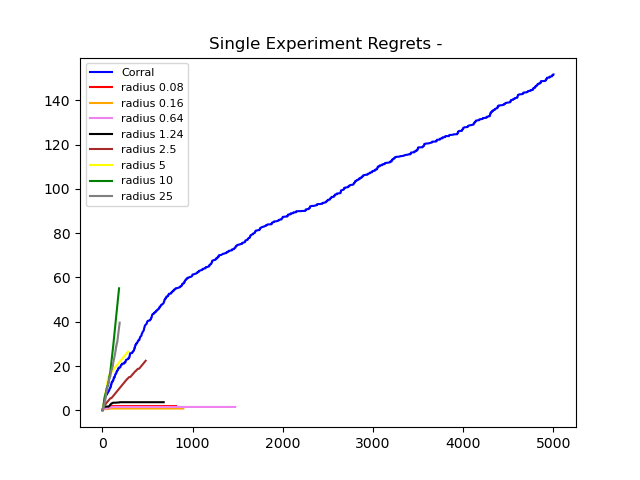 Single Experiment Regrets -
Corral
radius 0.08
radius 0.16
radius 0.64
radius 1.24
radius 2.5
radius 5
radius 10
radius 25
140
120
100
80
60
40
20
0
0 1000 2000 3000 4000 5000